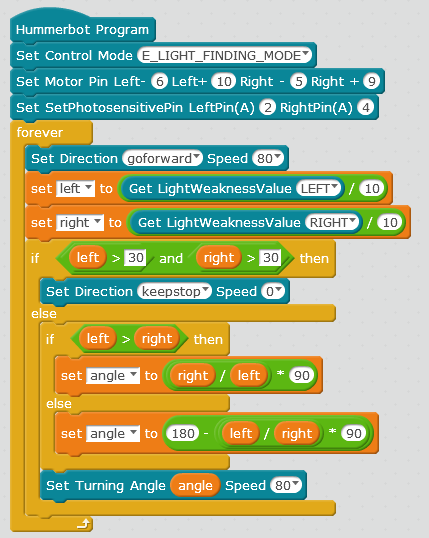 Hummerbot Program
Set Control Mode E_LIGHT_FINDING_MODE
Set Motor Pin Left- 6 Left+ 10 Right - 5 Right + 9
Set SetPhotosensitivePin LeftPin(A) 2 RightPin(A) 4
forever
Set Direction goforward Speed 80
set left to Get LightWeaknessValue LEFT / 10
set right to Get LightWeaknessValue RIGHT / 10
if left > 30 and right > 30 then
Set Direction keepstop Speed 0
else
if left > right then
set angle to right / left * 90
else
set angle to 180 - left / right * 90
Set Turning Angle angle Speed 80